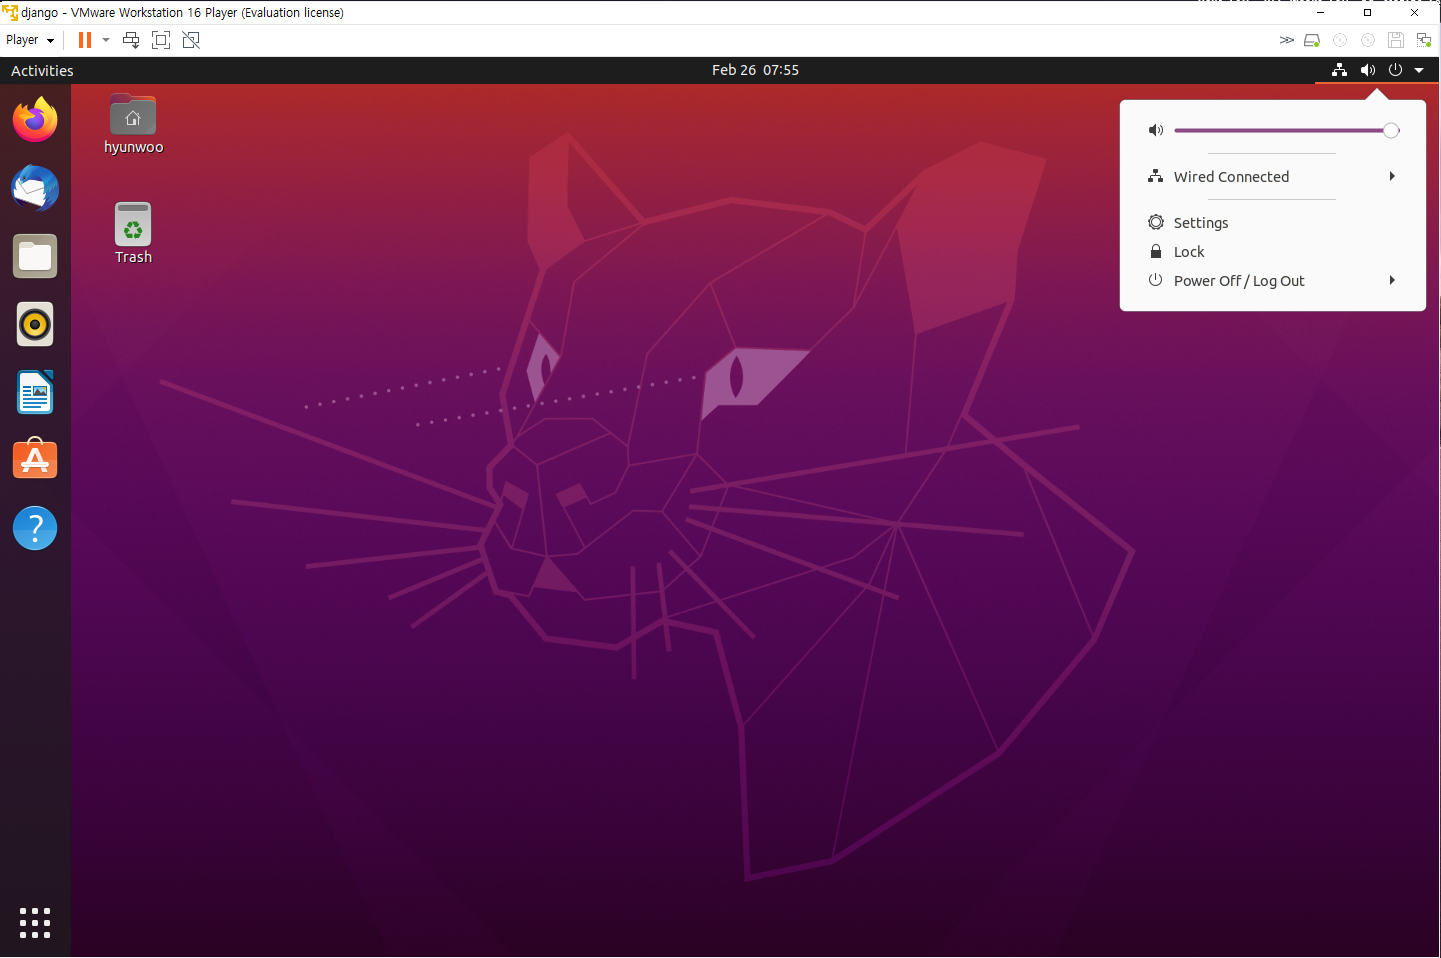 django - VMware Workstation 16 Player (Evaluation license)
Player
Activities
Feb 26 07:55
hyunwoo
Trash
Wired Connected
Settings
Lock
Power Off / Log Out